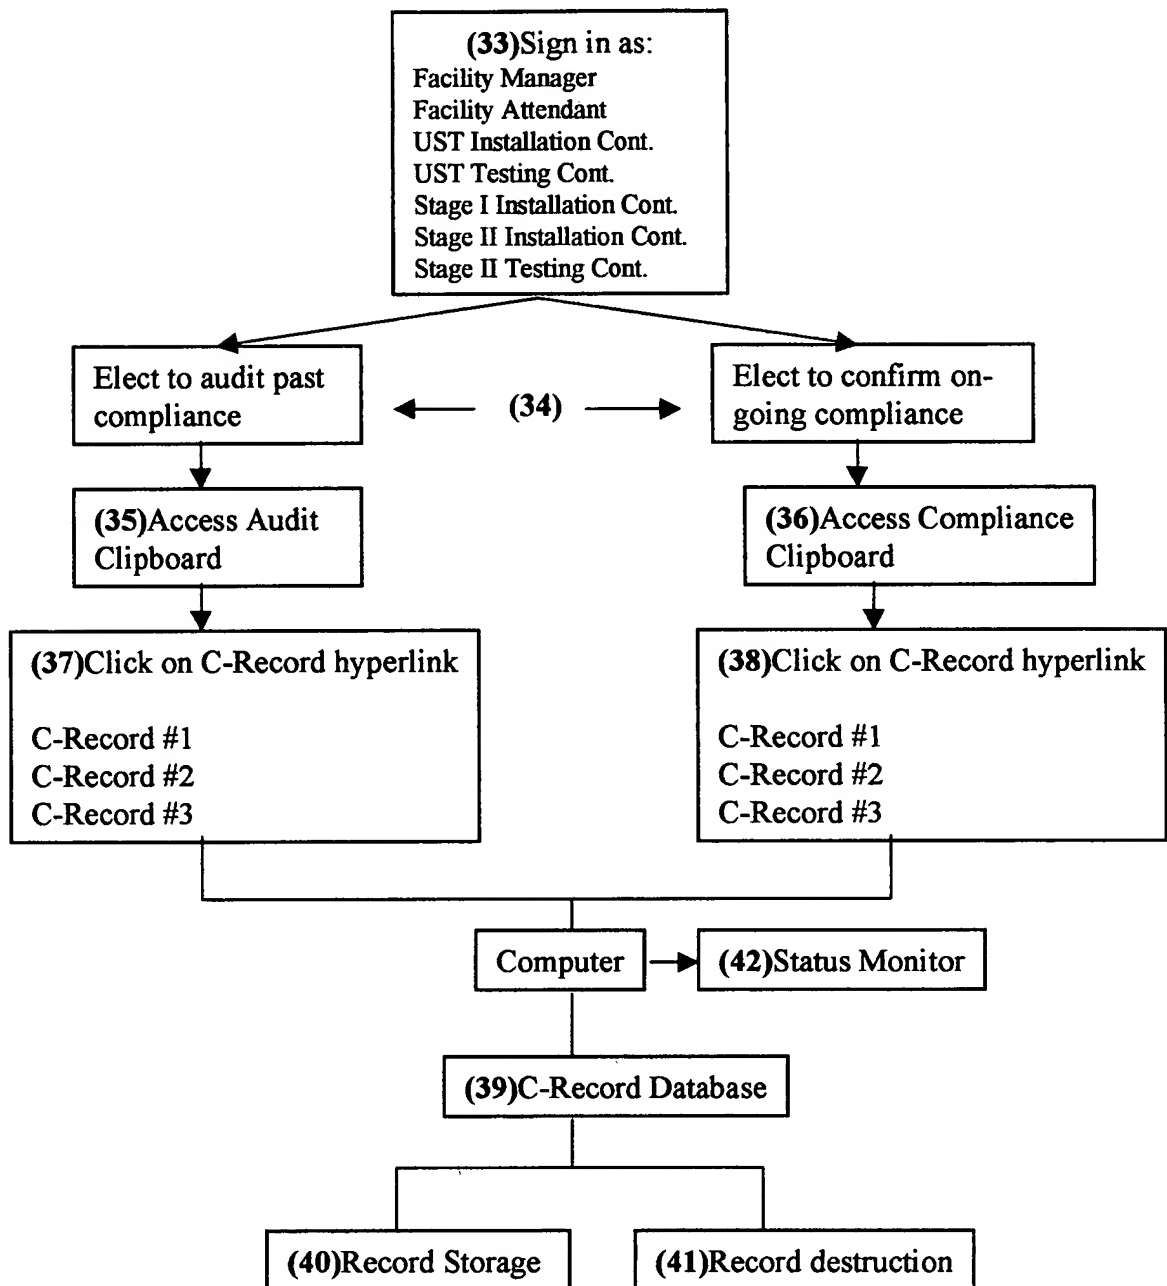 (33)Sign in as:
Facility Manager
Facility Attendant
UST Installation Cont.
UST Testing Cont.
Stage I Installation Cont.
Stage II Installation Cont.
Stage II Testing Cont.
Elect to audit past
compliance
(34)
Elect to confirm on-
going compliance
(35)Access Audit
Clipboard
(36)Access Compliance
Clipboard
(37)Click on C-Record hyperlink
C-Record #1
C-Record #2
C-Record #3
(38)Click on C-Record hyperlink
C-Record #1
C-Record #2
C-Record #3
Computer
(42)Status Monitor
(39)C-Record Database
(40)Record Storage
(41)Record destruction